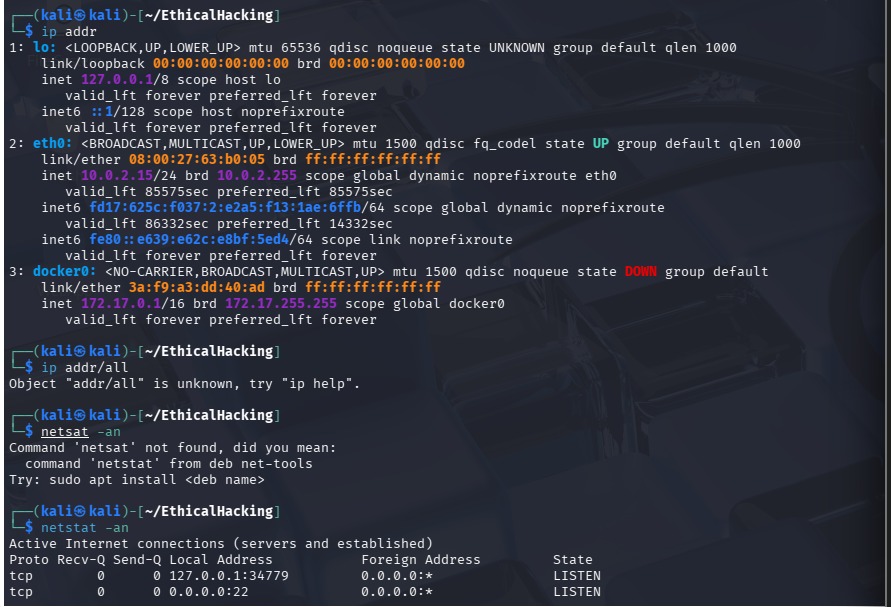 ┌──(kali㉿kali)-[~/EthicalHacking]
└─$ ip addr
1: lo: <LOOPBACK,UP,LOWER_UP> mtu 65536 qdisc noqueue state UNKNOWN group default qlen 1000
    link/loopback 00:00:00:00:00:00 brd 00:00:00:00:00:00
    inet 127.0.0.1/8 scope host lo
       valid_lft forever preferred_lft forever
    inet6 ::1/128 scope host noprefixroute
       valid_lft forever preferred_lft forever
2: eth0: <BROADCAST,MULTICAST,UP,LOWER_UP> mtu 1500 qdisc fq_codel state UP group default qlen 1000
    link/ether 08:00:27:63:b0:05 brd ff:ff:ff:ff:ff:ff
    inet 10.0.2.15/24 brd 10.0.2.255 scope global dynamic noprefixroute eth0
       valid_lft 85575sec preferred_lft 85575sec
    inet6 fd17:625c:f037:2:e2a5:f13:1ae:6ffb/64 scope global dynamic noprefixroute
       valid_lft 86332sec preferred_lft 14332sec
    inet6 fe80::e639:e62c:e8bf:5ed4/64 scope link noprefixroute
       valid_lft forever preferred_lft forever
3: docker0: <NO-CARRIER,BROADCAST,MULTICAST,UP> mtu 1500 qdisc noqueue state DOWN group default
    link/ether 3a:f9:a3:dd:40:ad brd ff:ff:ff:ff:ff:ff
    inet 172.17.0.1/16 brd 172.17.255.255 scope global docker0
       valid_lft forever preferred_lft forever
┌──(kali㉿kali)-[~/EthicalHacking]
└─$ ip addr/all
Object "addr/all" is unknown, try "ip help".
┌──(kali㉿kali)-[~/EthicalHacking]
└─$ netsat -an
Command 'netsat' not found, did you mean:
  command 'netstat' from deb net-tools
Try: sudo apt install <deb name>
┌──(kali㉿kali)-[~/EthicalHacking]
└─$ netstat -an
Active Internet connections (servers and established)
Proto Recv-Q Send-Q Local Address           Foreign Address         State
tcp        0      0 127.0.0.1:34779         0.0.0.0:*               LISTEN
tcp        0      0 0.0.0.0:22              0.0.0.0:*               LISTEN